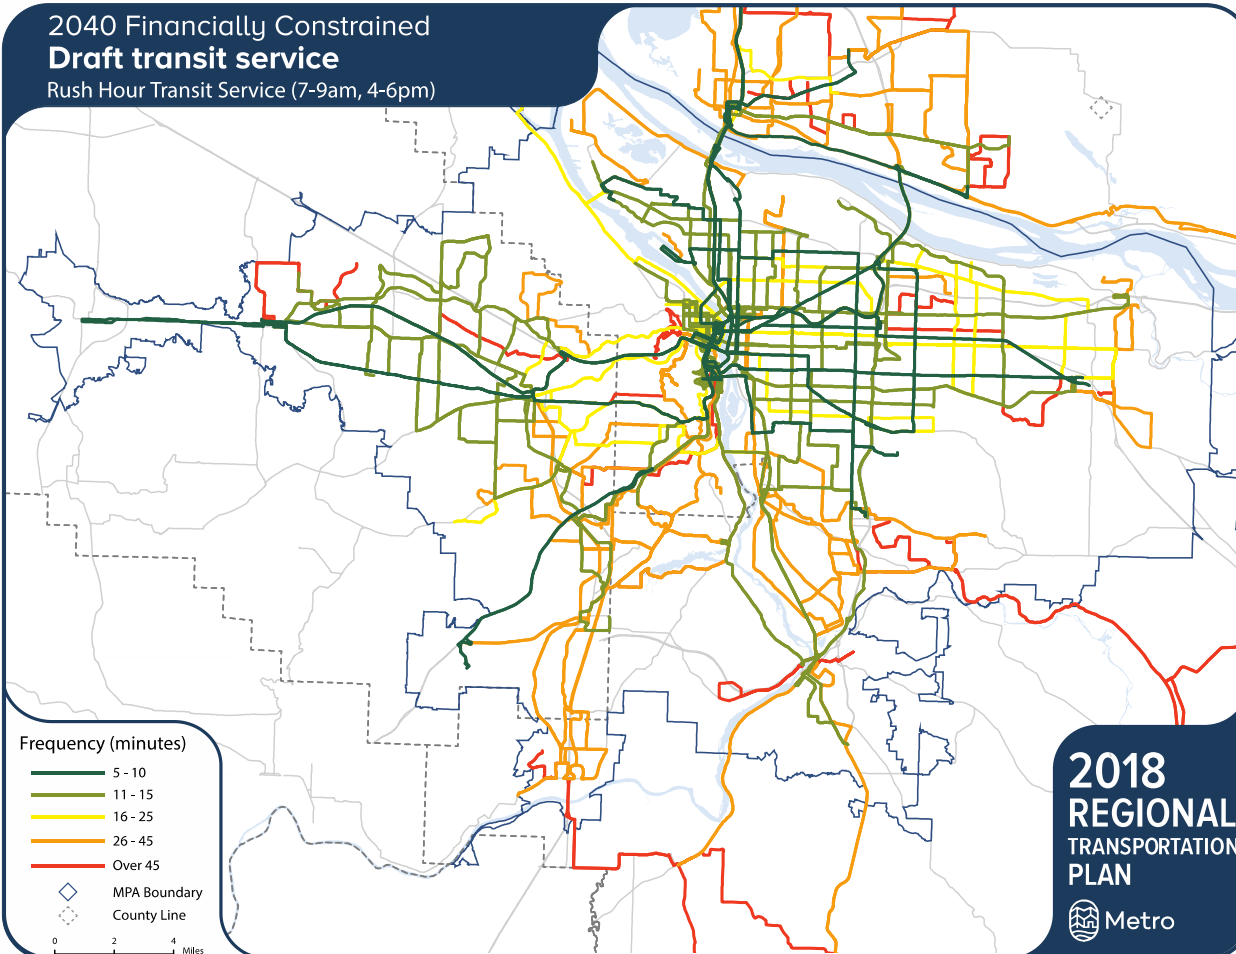 2040 Financially Constrained
Draft transit service
Rush Hour Transit Service (7-9am, 4-6pm)
Frequency (minutes)
5 - 10
11 - 15
16 - 25
26 - 45
Over 45
MPA Boundary
County Line
0 2 4
Miles
2018
REGIONAL
TRANSPORTATION
PLAN
Metro